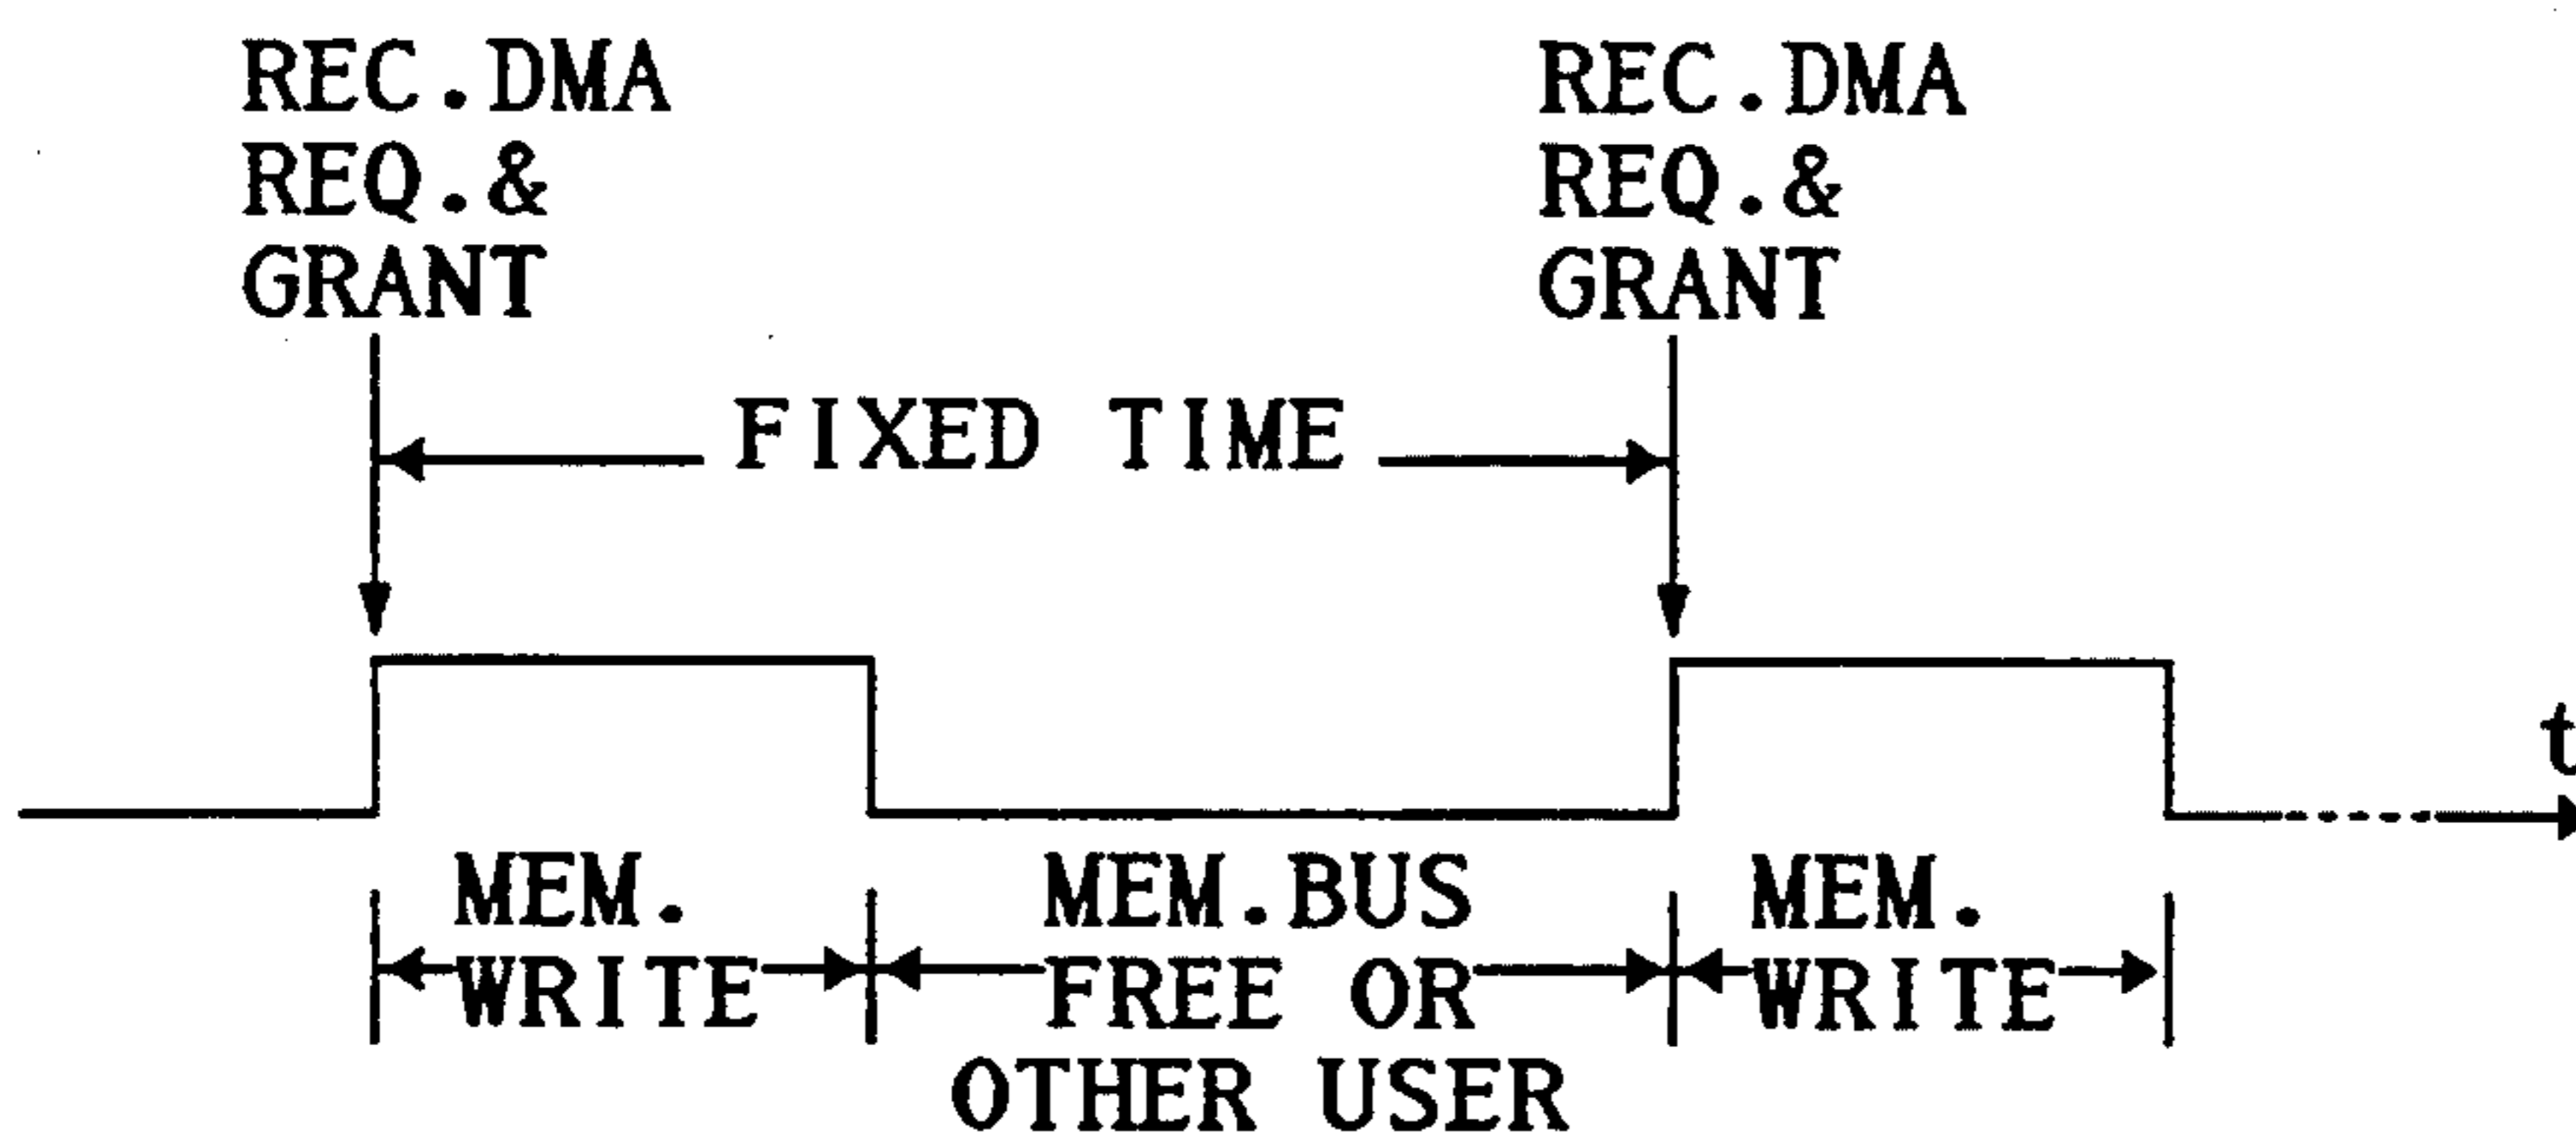 REC.DMA
REQ.&
GRANT
REC.DMA
REQ.&
GRANT
FIXED TIME
t
MEM.
WRITE
MEM.BUS
FREE OR
OTHER USER
MEM.
WRITE